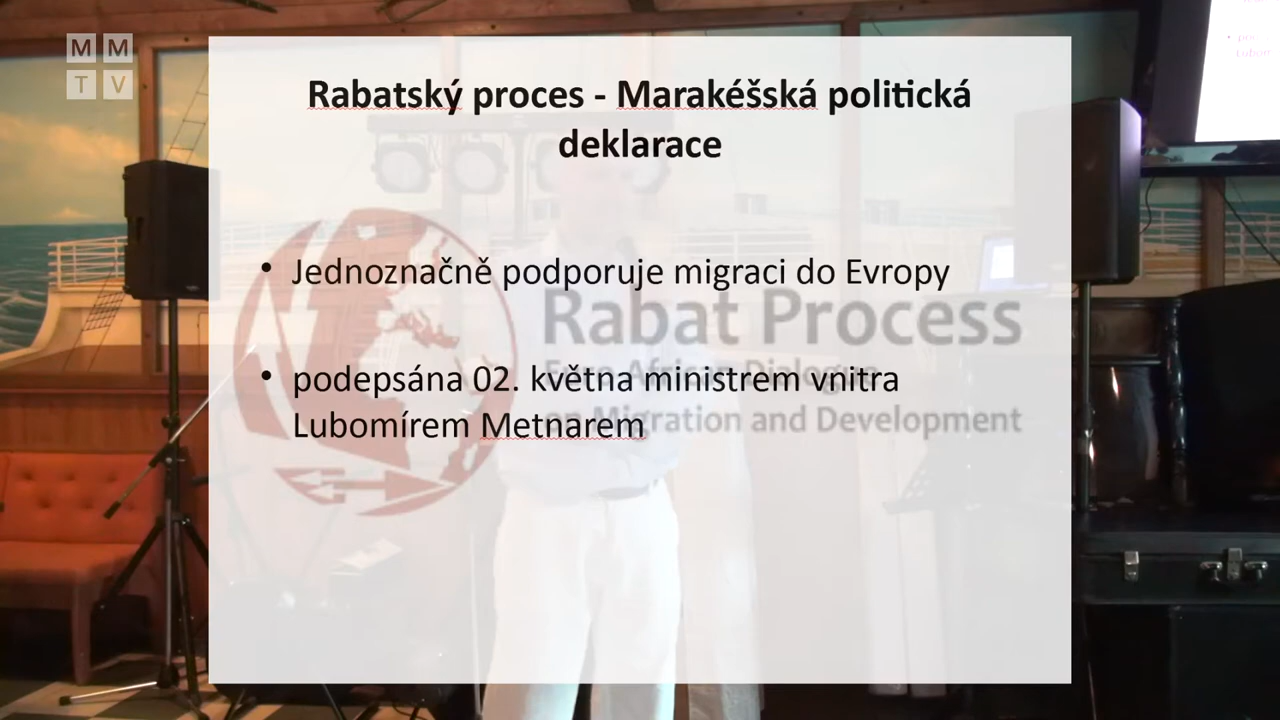 M M
T V
Rabatský proces - Marakéšská politická
deklarace
• Jednoznačně podporuje migraci do Evropy
Rabat Process
Euro-African Dialogue
on Migration and Development
• podepsána 02. května ministrem vnitra
Lubomírem Metnarem